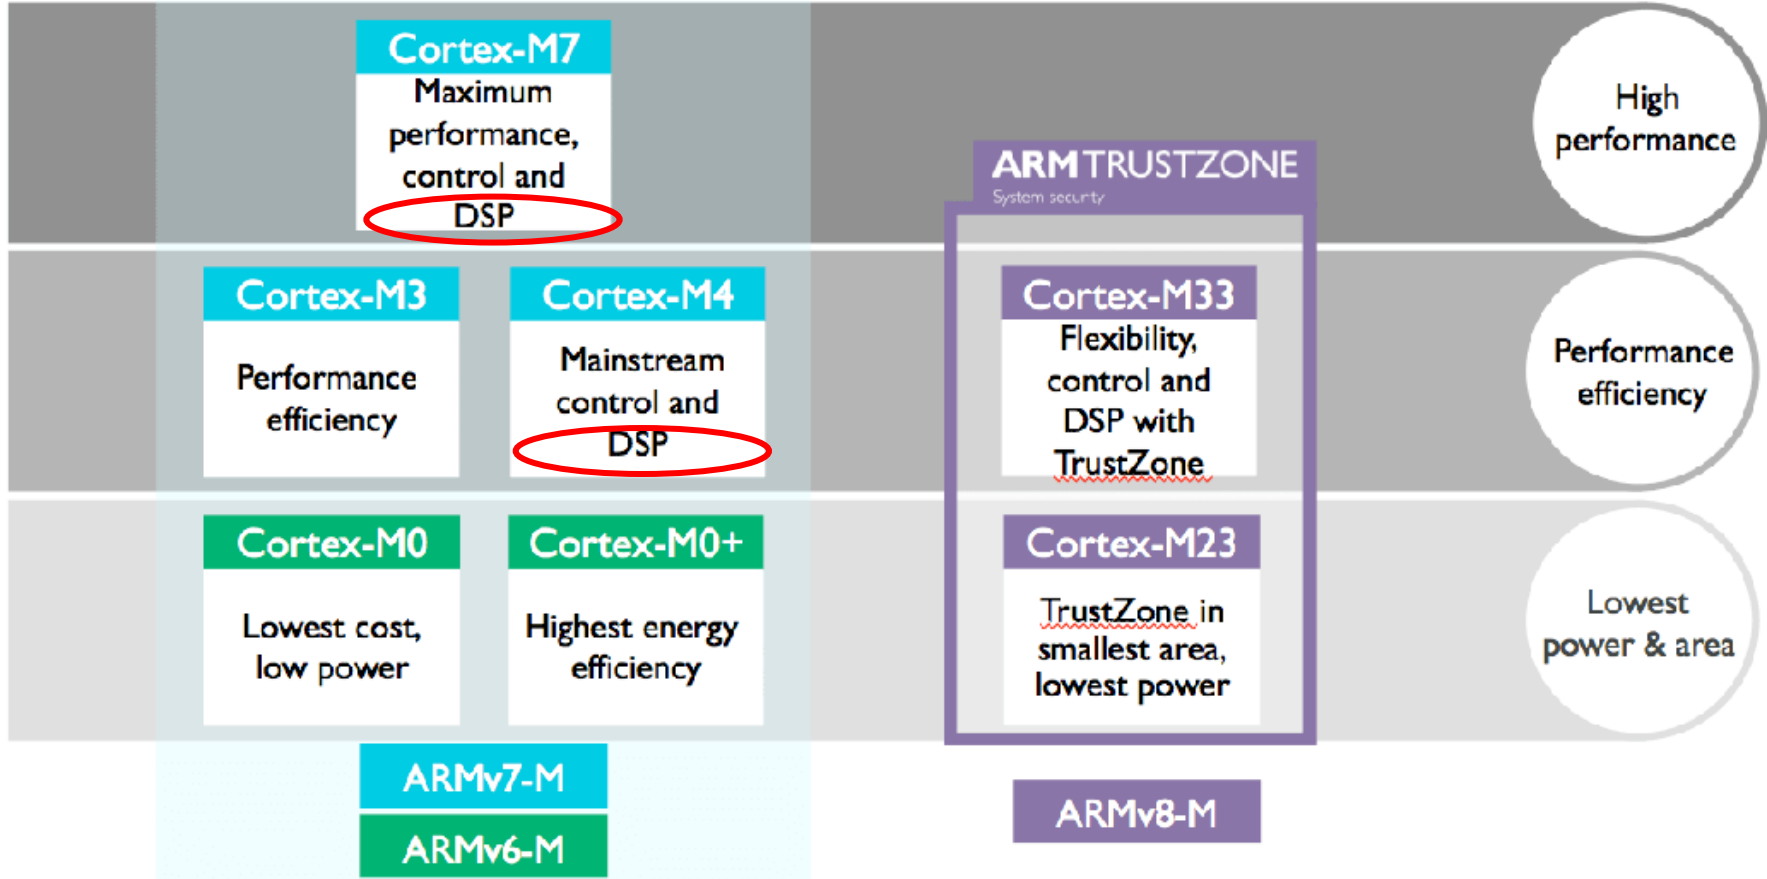 Cortex-M7
Maximum
performance,
control and
DSP
High
performance
ARMTRUSTZONE
System security
Cortex-M3
Performance
efficiency
Cortex-M4
Mainstream
control and
DSP
Cortex-M33
Flexibility,
control and
DSP with
TrustZone
Performance
efficiency
Cortex-M0
Lowest cost,
low power
Cortex-M0+
Highest energy
efficiency
Cortex-M23
TrustZone in
smallest area,
lowest power
Lowest
power & area
ARMv7-M
ARMv6-M
ARMv8-M